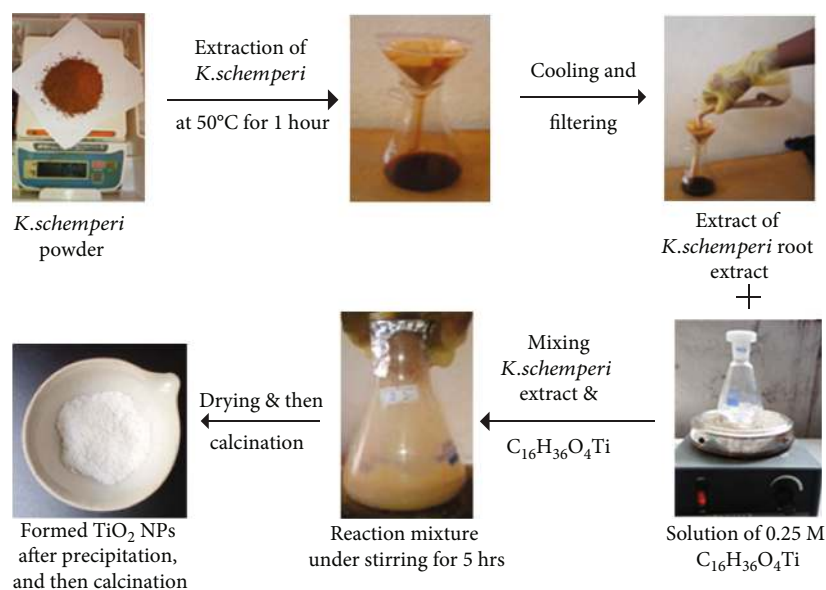 Extraction of
K.schemperi
at 50°C for 1 hour
Cooling and
filtering
K.schemperi
powder
Extract of
K.schemperi root
extract
+
Mixing
K.schemperi
extract &
C₁₆H₃₆O₄Ti
Drying & then
calcination
Formed TiO₂ NPs
after precipitation,
and then calcination
Reaction mixture
under stirring for 5 hrs
Solution of 0.25 M
C₁₆H₃₆O₄Ti